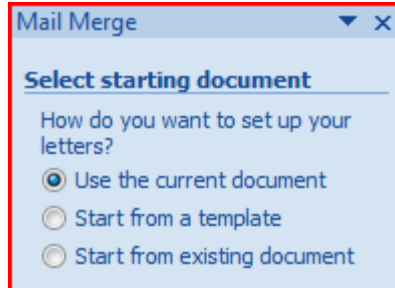 Mail Merge
Select starting document
How do you want to set up your
letters?
Use the current document
Start from a template
Start from existing document